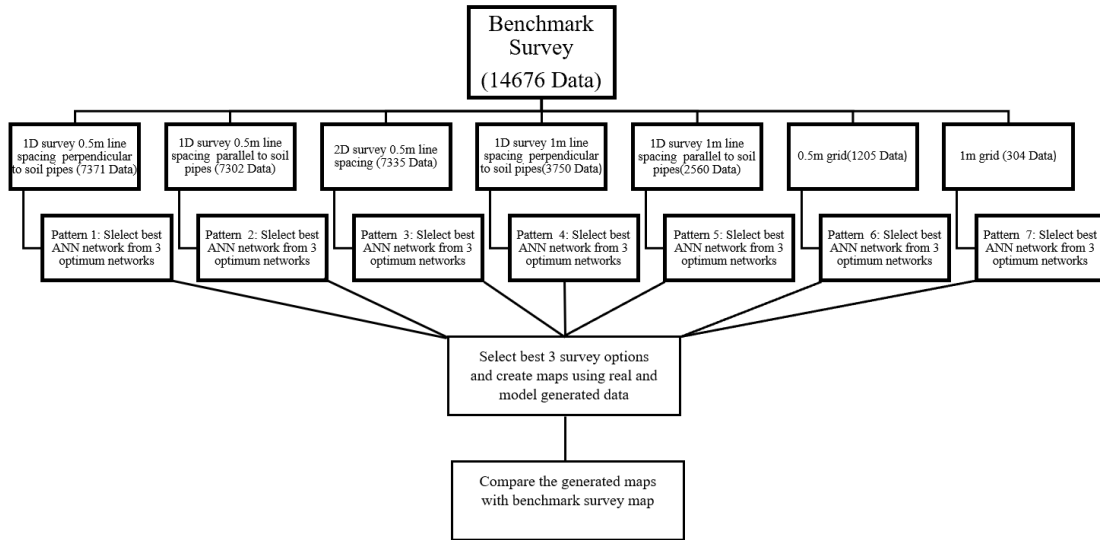 Benchmark
Survey
(14676 Data)
1D survey 0.5m line
spacing perpendicular
to soil pipes (7371 Data)
1D survey 0.5m line
spacing parallel to soil
pipes (7302 Data)
2D survey 0.5m line
spacing (7335 Data)
1D survey 1m line
spacing perpendicular
to soil pipes(3750 Data)
1D survey 1m line
spacing parallel to soil
pipes(2560 Data)
0.5m grid(1205 Data)
1m grid (304 Data)
Pattern 1: Slelect best
ANN network from 3
optimum networks
Pattern 2: Slelect best
ANN network from 3
optimum networks
Pattern 3: Slelect best
ANN network from 3
optimum networks
Pattern 4: Slelect best
ANN network from 3
optimum networks
Pattern 5: Slelect best
ANN network from 3
optimum networks
Pattern 6: Slelect best
ANN network from 3
optimum networks
Pattern 7: Slelect best
ANN network from 3
optimum networks
Select best 3 survey options
and create maps using real and
model generated data
Compare the generated maps
with benchmark survey map